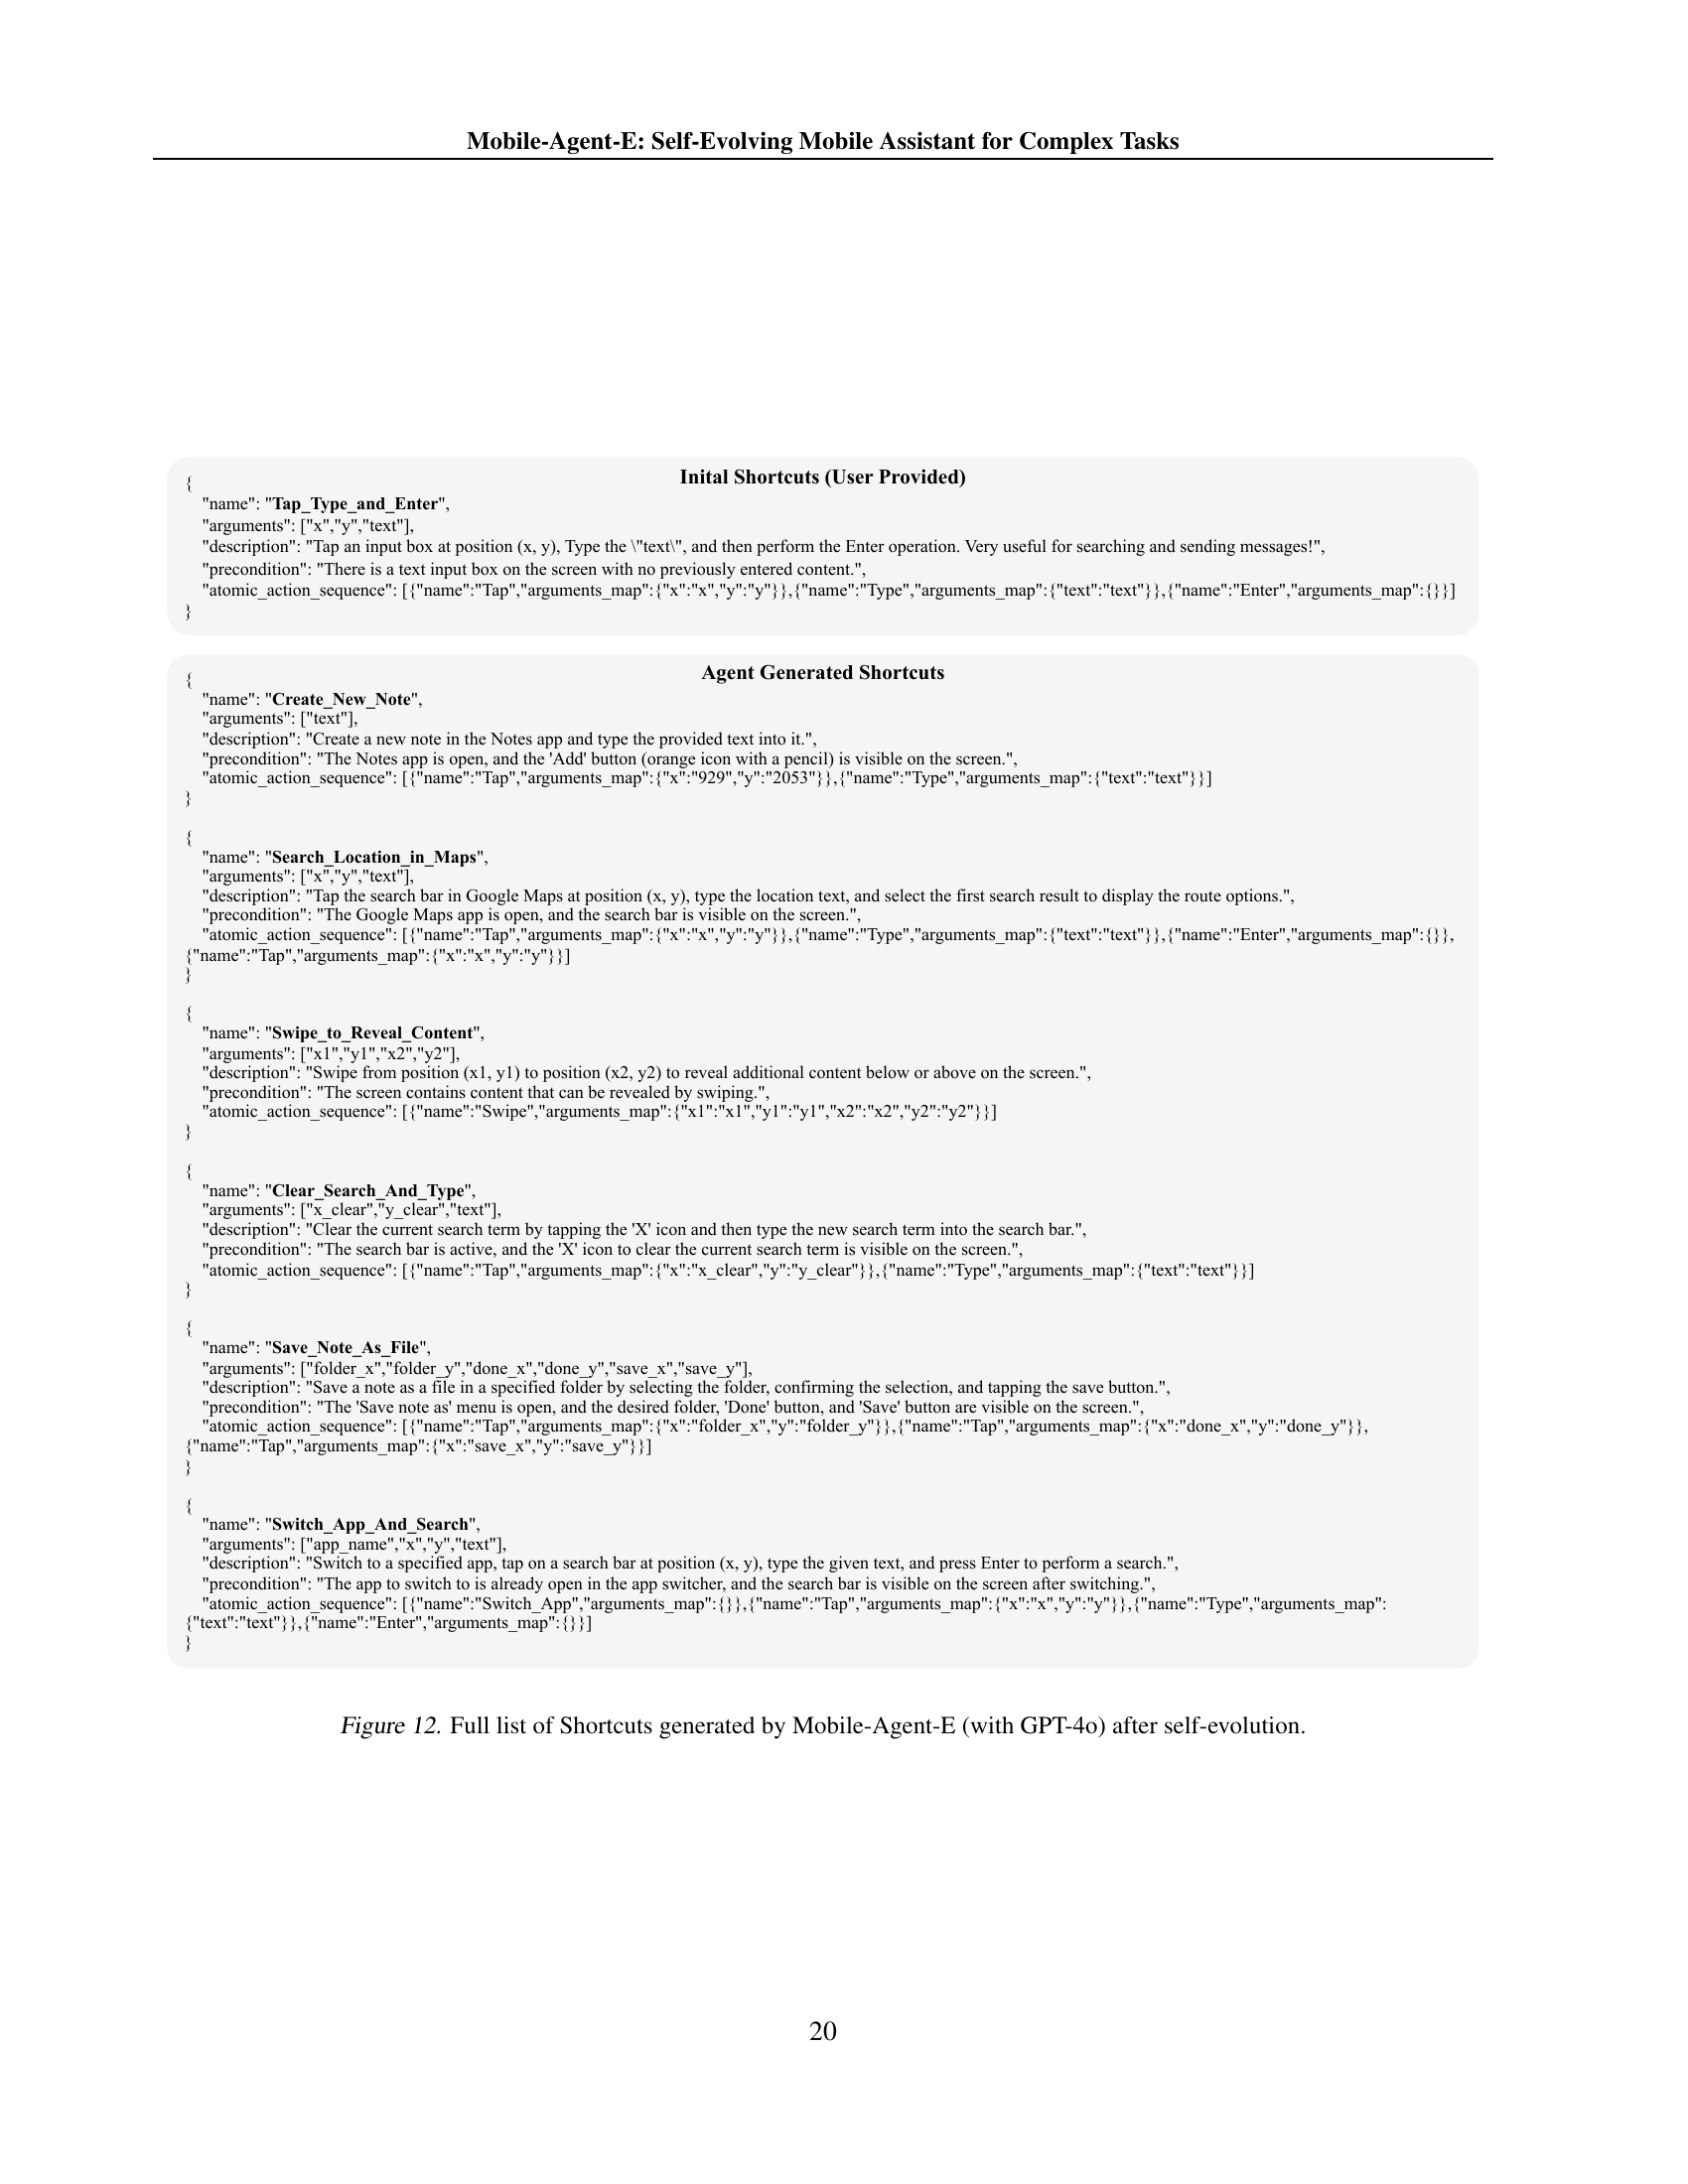 Mobile-Agent-E: Self-Evolving Mobile Assistant for Complex Tasks
Inital Shortcuts (User Provided)
{
"name": "Tap_Type_and_Enter",
"arguments": ["x","y","text"],
"description": "Tap an input box at position (x, y), Type the \"text\", and then perform the Enter operation. Very useful for searching and sending messages!",
"precondition": "There is a text input box on the screen with no previously entered content.",
"atomic_action_sequence": [{"name":"Tap","arguments_map":{"x":"x","y":"y"}},{"name":"Type","arguments_map":{"text":"text"}},{"name":"Enter","arguments_map":{}}]
}
Agent Generated Shortcuts
{
"name": "Create_New_Note",
"arguments": ["text"],
"description": "Create a new note in the Notes app and type the provided text into it.",
"precondition": "The Notes app is open, and the 'Add' button (orange icon with a pencil) is visible on the screen.",
"atomic_action_sequence": [{"name":"Tap","arguments_map":{"x":"929","y":"2053"}},{"name":"Type","arguments_map":{"text":"text"}}]
}
{
"name": "Search_Location_in_Maps",
"arguments": ["x","y","text"],
"description": "Tap the search bar in Google Maps at position (x, y), type the location text, and select the first search result to display the route options.",
"precondition": "The Google Maps app is open, and the search bar is visible on the screen.",
"atomic_action_sequence": [{"name":"Tap","arguments_map":{"x":"x","y":"y"}},{"name":"Type","arguments_map":{"text":"text"}},{"name":"Enter","arguments_map":{}},
{"name":"Tap","arguments_map":{"x":"x","y":"y"}}]
}
{
"name": "Swipe_to_Reveal_Content",
"arguments": ["x1","y1","x2","y2"],
"description": "Swipe from position (x1, y1) to position (x2, y2) to reveal additional content below or above on the screen.",
"precondition": "The screen contains content that can be revealed by swiping.",
"atomic_action_sequence": [{"name":"Swipe","arguments_map":{"x1":"x1","y1":"y1","x2":"x2","y2":"y2"}}]
}
{
"name": "Clear_Search_And_Type",
"arguments": ["x_clear","y_clear","text"],
"description": "Clear the current search term by tapping the 'X' icon and then type the new search term into the search bar.",
"precondition": "The search bar is active, and the 'X' icon to clear the current search term is visible on the screen.",
"atomic_action_sequence": [{"name":"Tap","arguments_map":{"x":"x_clear","y":"y_clear"}},{"name":"Type","arguments_map":{"text":"text"}}]
}
{
"name": "Save_Note_As_File",
"arguments": ["folder_x","folder_y","done_x","done_y","save_x","save_y"],
"description": "Save a note as a file in a specified folder by selecting the folder, confirming the selection, and tapping the save button.",
"precondition": "The 'Save note as' menu is open, and the desired folder, 'Done' button, and 'Save' button are visible on the screen.",
"atomic_action_sequence": [{"name":"Tap","arguments_map":{"x":"folder_x","y":"folder_y"}},{"name":"Tap","arguments_map":{"x":"done_x","y":"done_y"}},
{"name":"Tap","arguments_map":{"x":"save_x","y":"save_y"}}]
}
{
"name": "Switch_App_And_Search",
"arguments": ["app_name","x","y","text"],
"description": "Switch to a specified app, tap on a search bar at position (x, y), type the given text, and press Enter to perform a search.",
"precondition": "The app to switch to is already open in the app switcher, and the search bar is visible on the screen after switching.",
"atomic_action_sequence": [{"name":"Switch_App","arguments_map":{}},{"name":"Tap","arguments_map":{"x":"x","y":"y"}},{"name":"Type","arguments_map":
{"text":"text"}},{"name":"Enter","arguments_map":{}}]
}
Figure 12. Full list of Shortcuts generated by Mobile-Agent-E (with GPT-4o) after self-evolution.
20